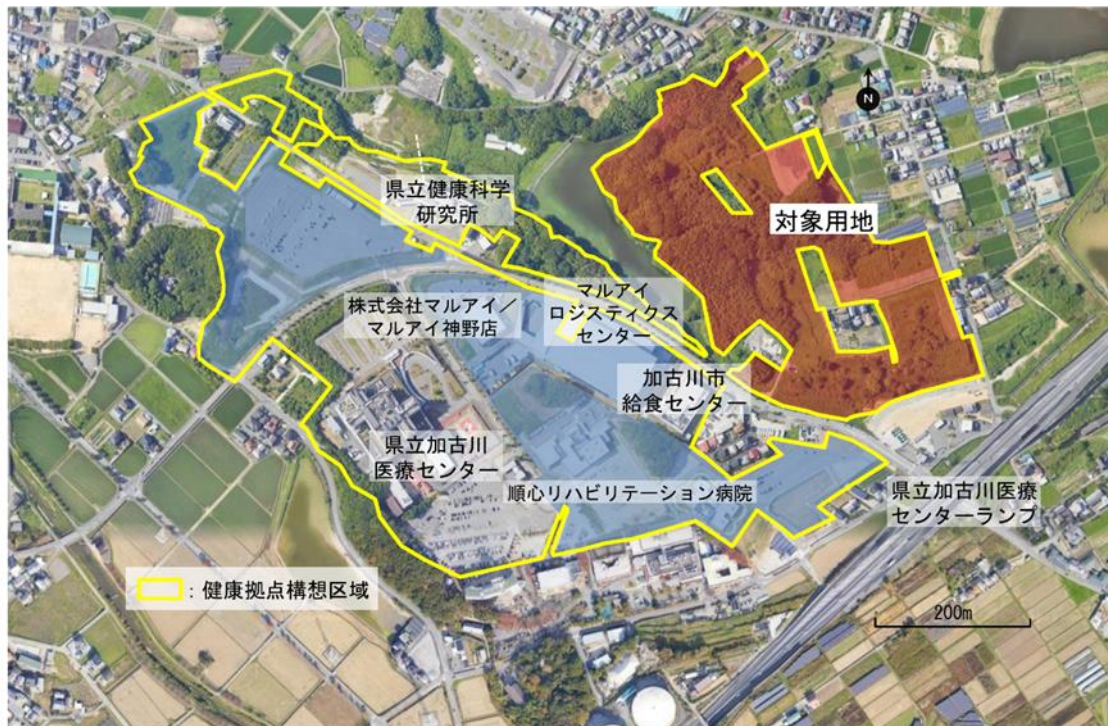 N
県立健康科学
研究所
対象用地
株式会社マルアイ／
マルアイ神野店
マルアイ
ロジスティクス
センター
加古川市
給食センター
県立加古川
医療センター
順心リハビリテーション病院
県立加古川医療
センターランプ
：健康拠点構想区域
200m